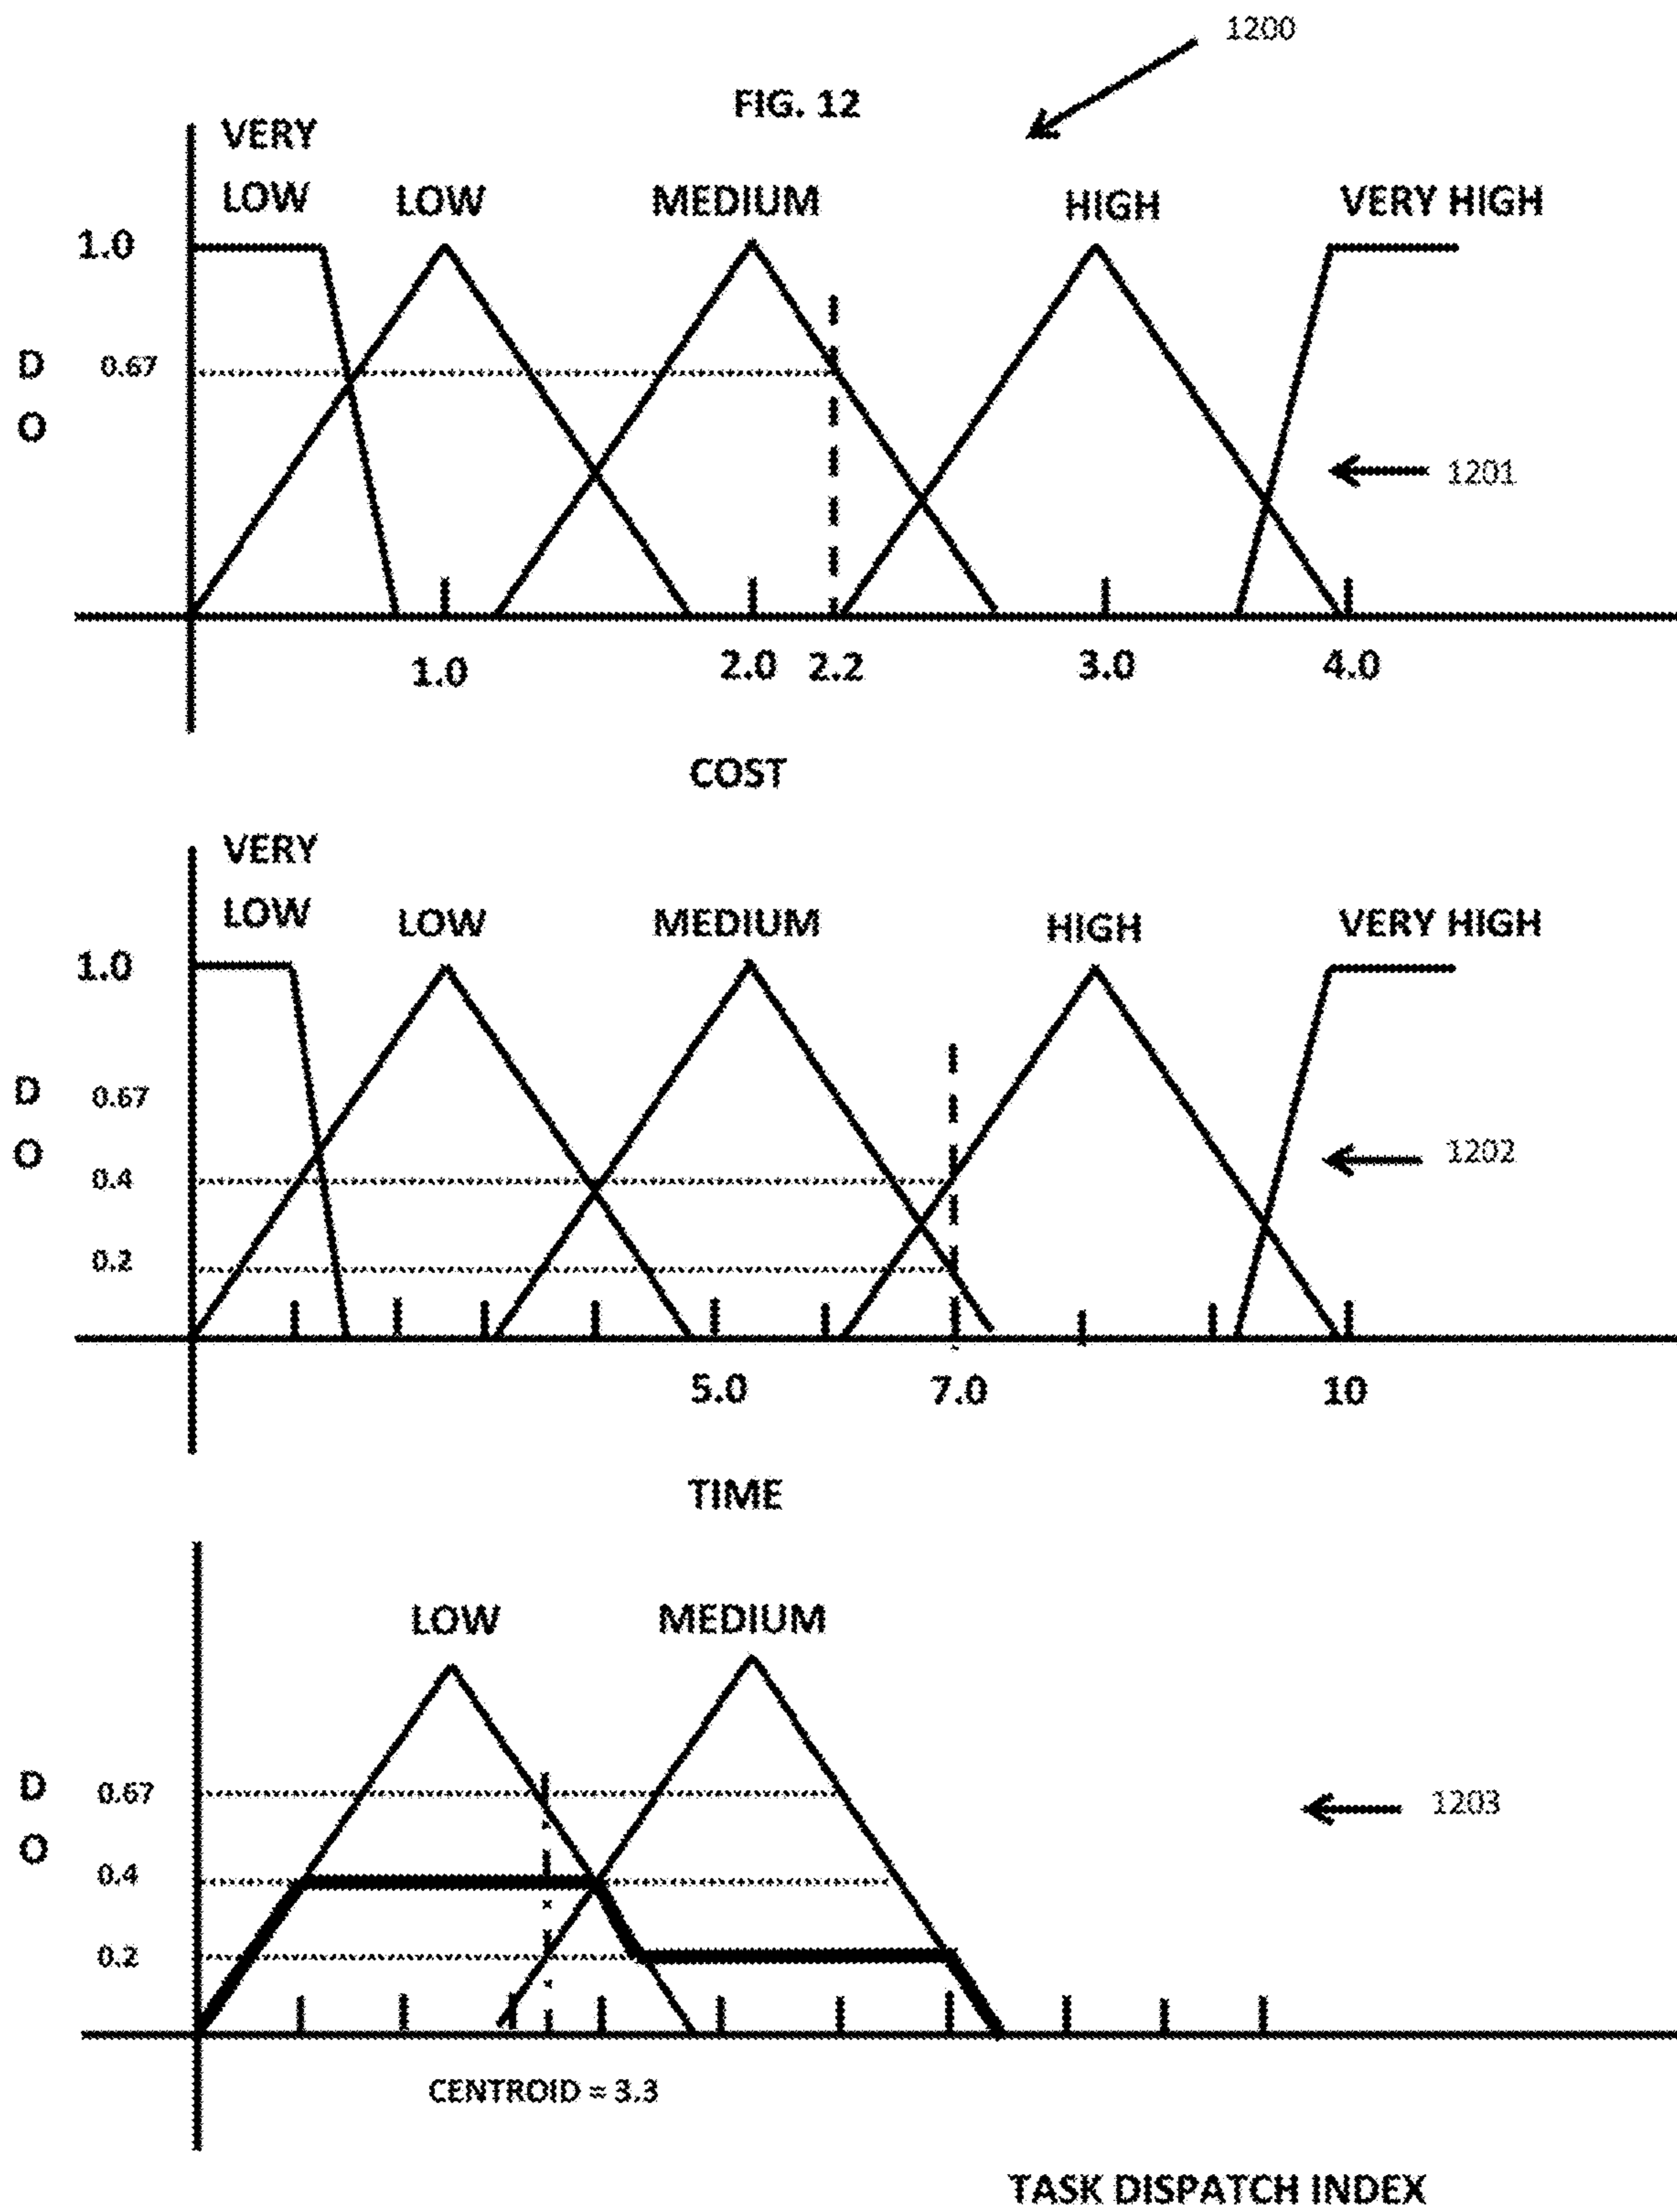 1200
FIG. 12
VERY
LOW
LOW
MEDIUM
HIGH
VERY HIGH
1.0
D
O
0.67
1201
1.0
2.0
2.2
3.0
4.0
COST
VERY
LOW
LOW
MEDIUM
HIGH
VERY HIGH
1.0
D
O
0.67
1202
0.4
0.2
5.0
7.0
10
TIME
LOW
MEDIUM
D
O
0.67
1203
0.4
0.2
CENTROID = 3.3
TASK DISPATCH INDEX